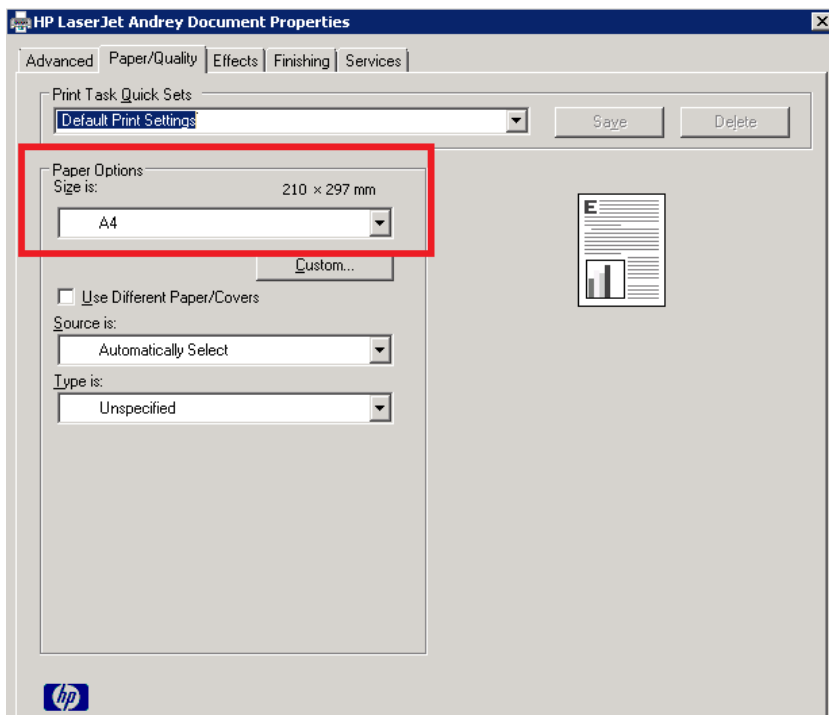 HP LaserJet Andrey Document Properties
Advanced Paper/Quality Effects Finishing Services
Print Task Quick Sets
Default Print Settings Save Delete
Paper Options
Size is: 210 × 297 mm
A4
Custom...
Use Different Paper/Covers
Source is:
Automatically Select
Type is:
Unspecified
E
hp